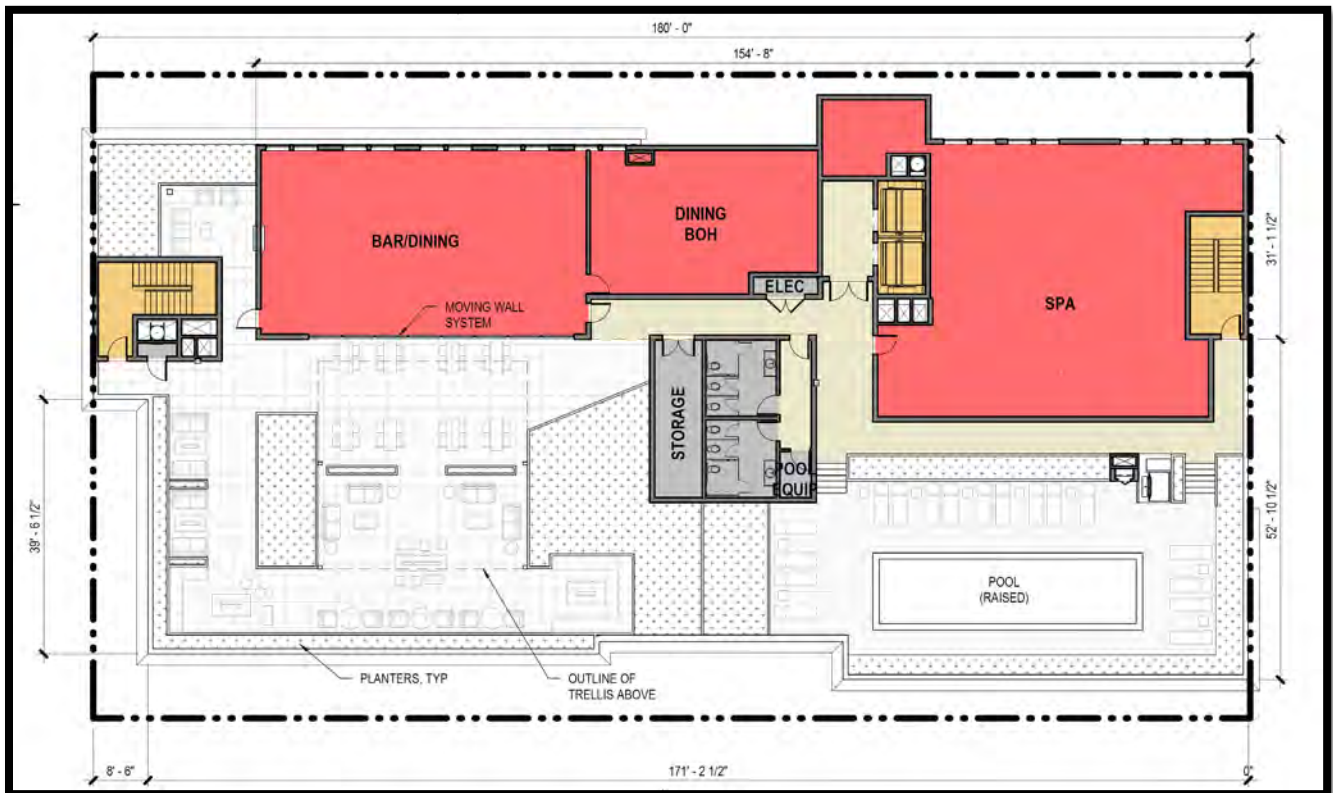 180' - 0"
154' - 8"
DINING
BOH
BAR/DINING
31' - 1 1/2"
ELEC
SPA
MOVING WALL
SYSTEM
STORAGE
POOL
QUI
39' - 6 1/2"
52' - 10 1/2"
POOL
(RAISED)
PLANTERS, TYP
OUTLINE OF
TRELLIS ABOVE
8' - 6"
171' - 2 1/2"
0"